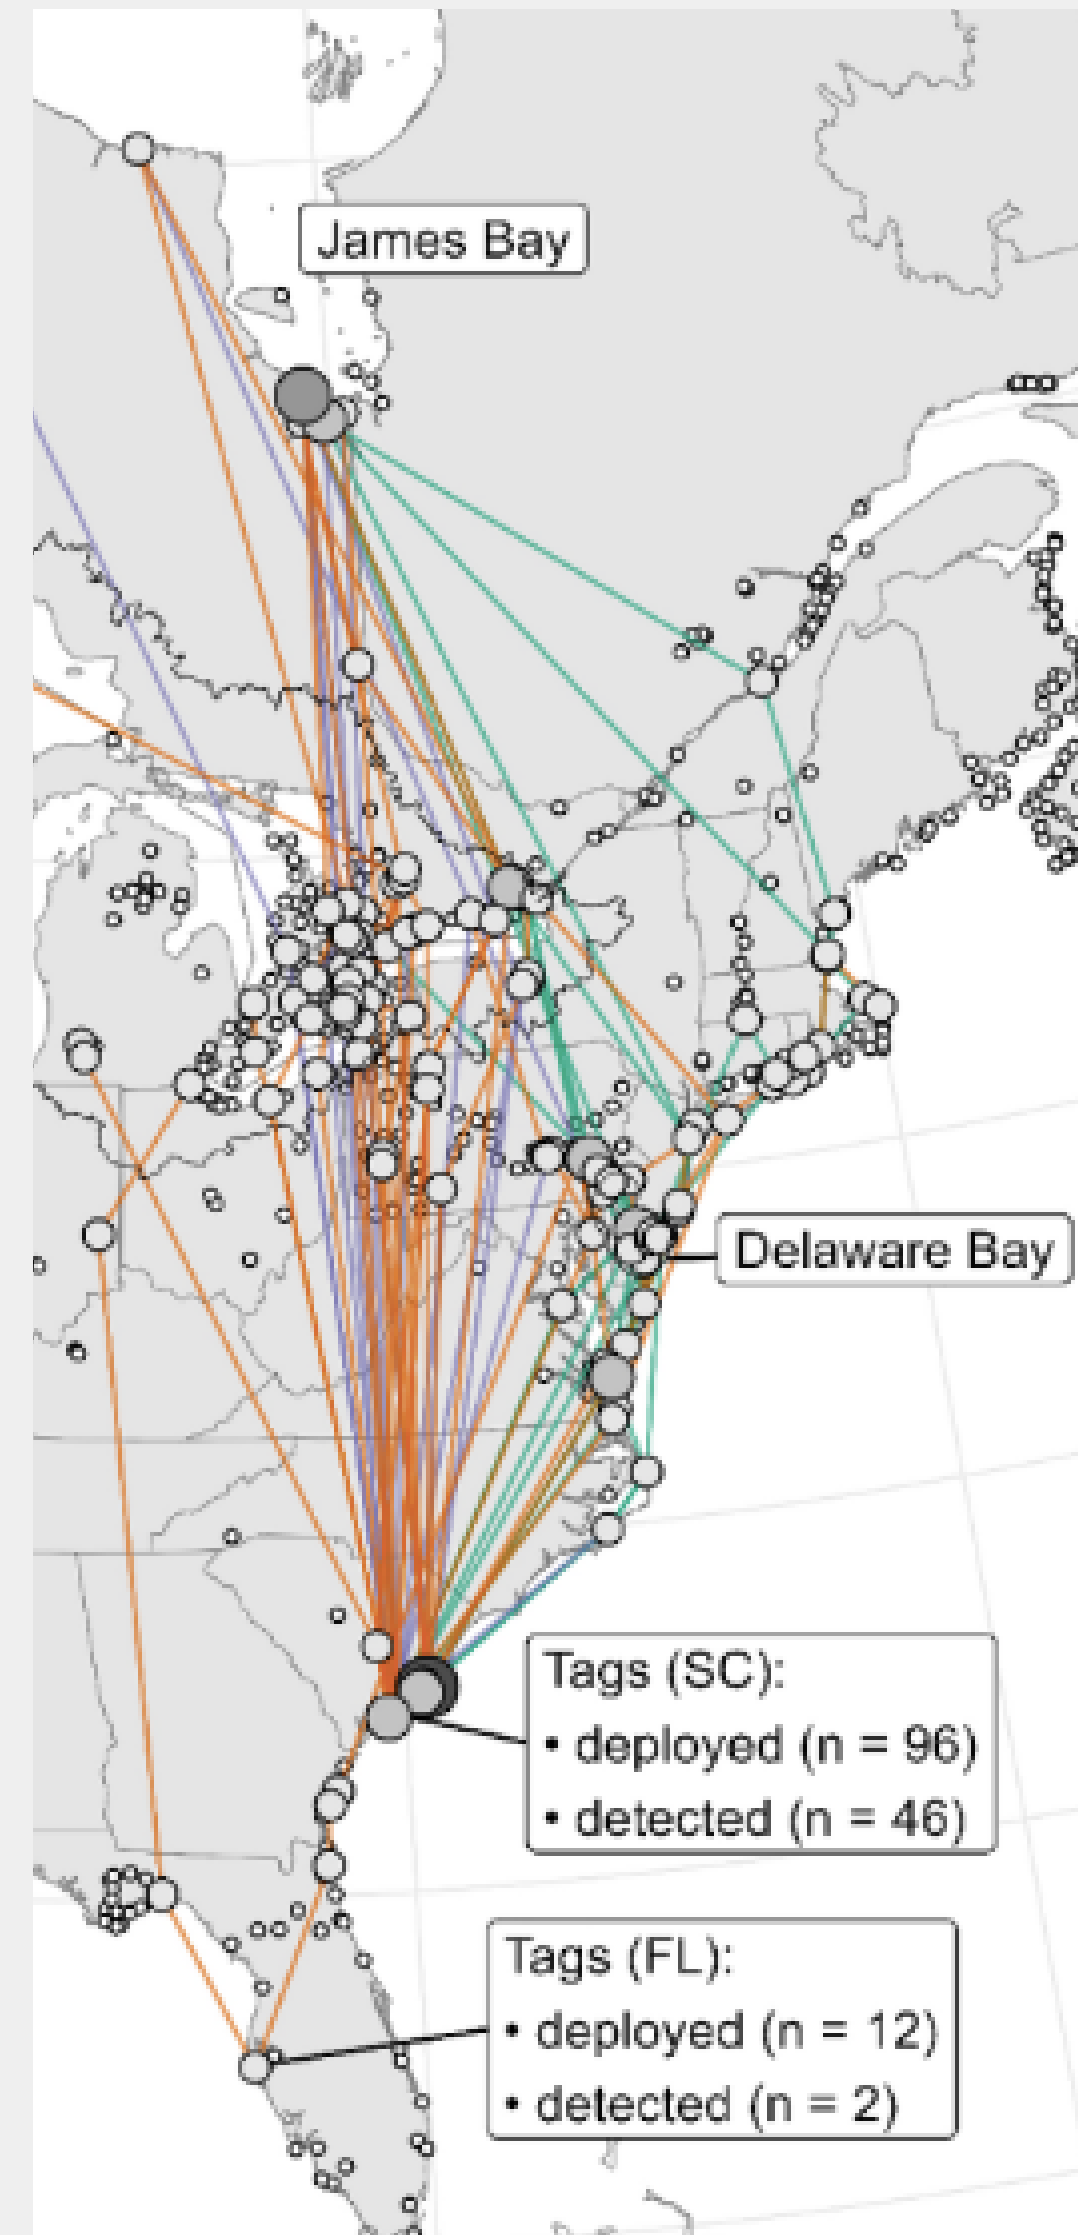 James Bay
Delaware Bay
Tags (SC):
• deployed (n = 96)
• detected (n = 46)
Tags (FL):
• deployed (n = 12)
• detected (n = 2)